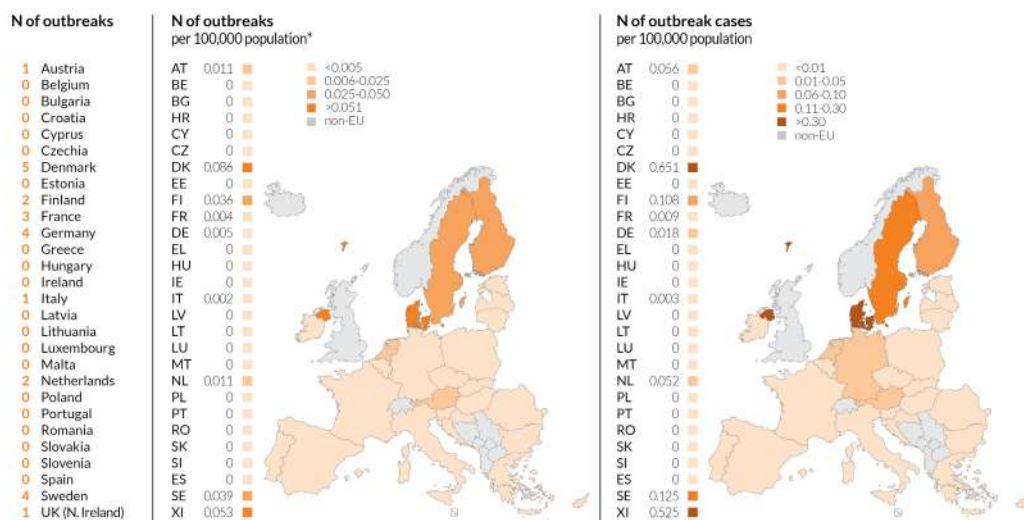 N of outbreaks
1 Austria
0 Belgium
0 Bulgaria
0 Croatia
0 Cyprus
0 Czechia
5 Denmark
0 Estonia
2 Finland
3 France
4 Germany
0 Greece
0 Hungary
0 Ireland
1 Italy
0 Latvia
0 Lithuania
0 Luxembourg
0 Malta
2 Netherlands
0 Poland
0 Portugal
0 Romania
0 Slovakia
0 Slovenia
0 Spain
4 Sweden
1 UK (N. Ireland)
N of outbreaks
per 100,000 population*
AT 0.011
BE 0
BG 0
HR 0
CY 0
CZ 0
DK 0.086
EE 0
FI 0.036
FR 0.004
DE 0.005
EL 0
HU 0
IE 0
IT 0.002
LV 0
LT 0
LU 0
MT 0
NL 0.011
PL 0
PT 0
RO 0
SK 0
SI 0
ES 0
SE 0.039
XI 0.053
<0.005
0.006-0.025
0.025-0.050
>0.051
non-EU
N of outbreak cases
per 100,000 population
AT 0.056
BE 0
BG 0
HR 0
CY 0
CZ 0
DK 0.651
EE 0
FI 0.108
FR 0.009
DE 0.018
EL 0
HU 0
IE 0
IT 0.003
LV 0
LT 0
LU 0
MT 0
NL 0.052
PL 0
PT 0
RO 0
SK 0
SI 0
ES 0
SE 0.125
XI 0.525
<0.01
0.01-0.05
0.06-0.10
0.11-0.30
>0.30
non-EU